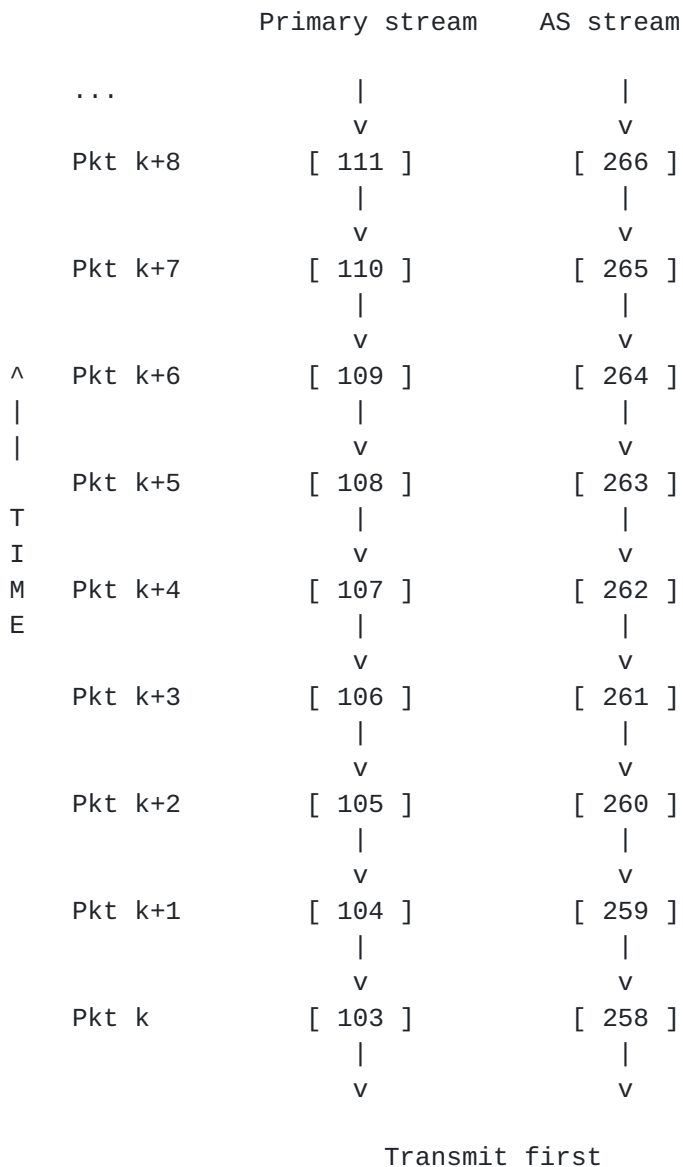 Primary stream    AS stream

    ...                |                |
                       v                v
    Pkt k+8         [ 111 ]          [ 266 ]
                       |                |
                       v                v
    Pkt k+7         [ 110 ]          [ 265 ]
                       |                |
                       v                v
^   Pkt k+6         [ 109 ]          [ 264 ]
|                      |                |
|                      v                v
    Pkt k+5         [ 108 ]          [ 263 ]
T                      |                |
I                      v                v
M   Pkt k+4         [ 107 ]          [ 262 ]
E                      |                |
                       v                v
    Pkt k+3         [ 106 ]          [ 261 ]
                       |                |
                       v                v
    Pkt k+2         [ 105 ]          [ 260 ]
                       |                |
                       v                v
    Pkt k+1         [ 104 ]          [ 259 ]
                       |                |
                       v                v
    Pkt k           [ 103 ]          [ 258 ]
                       |                |
                       v                v

                        Transmit first